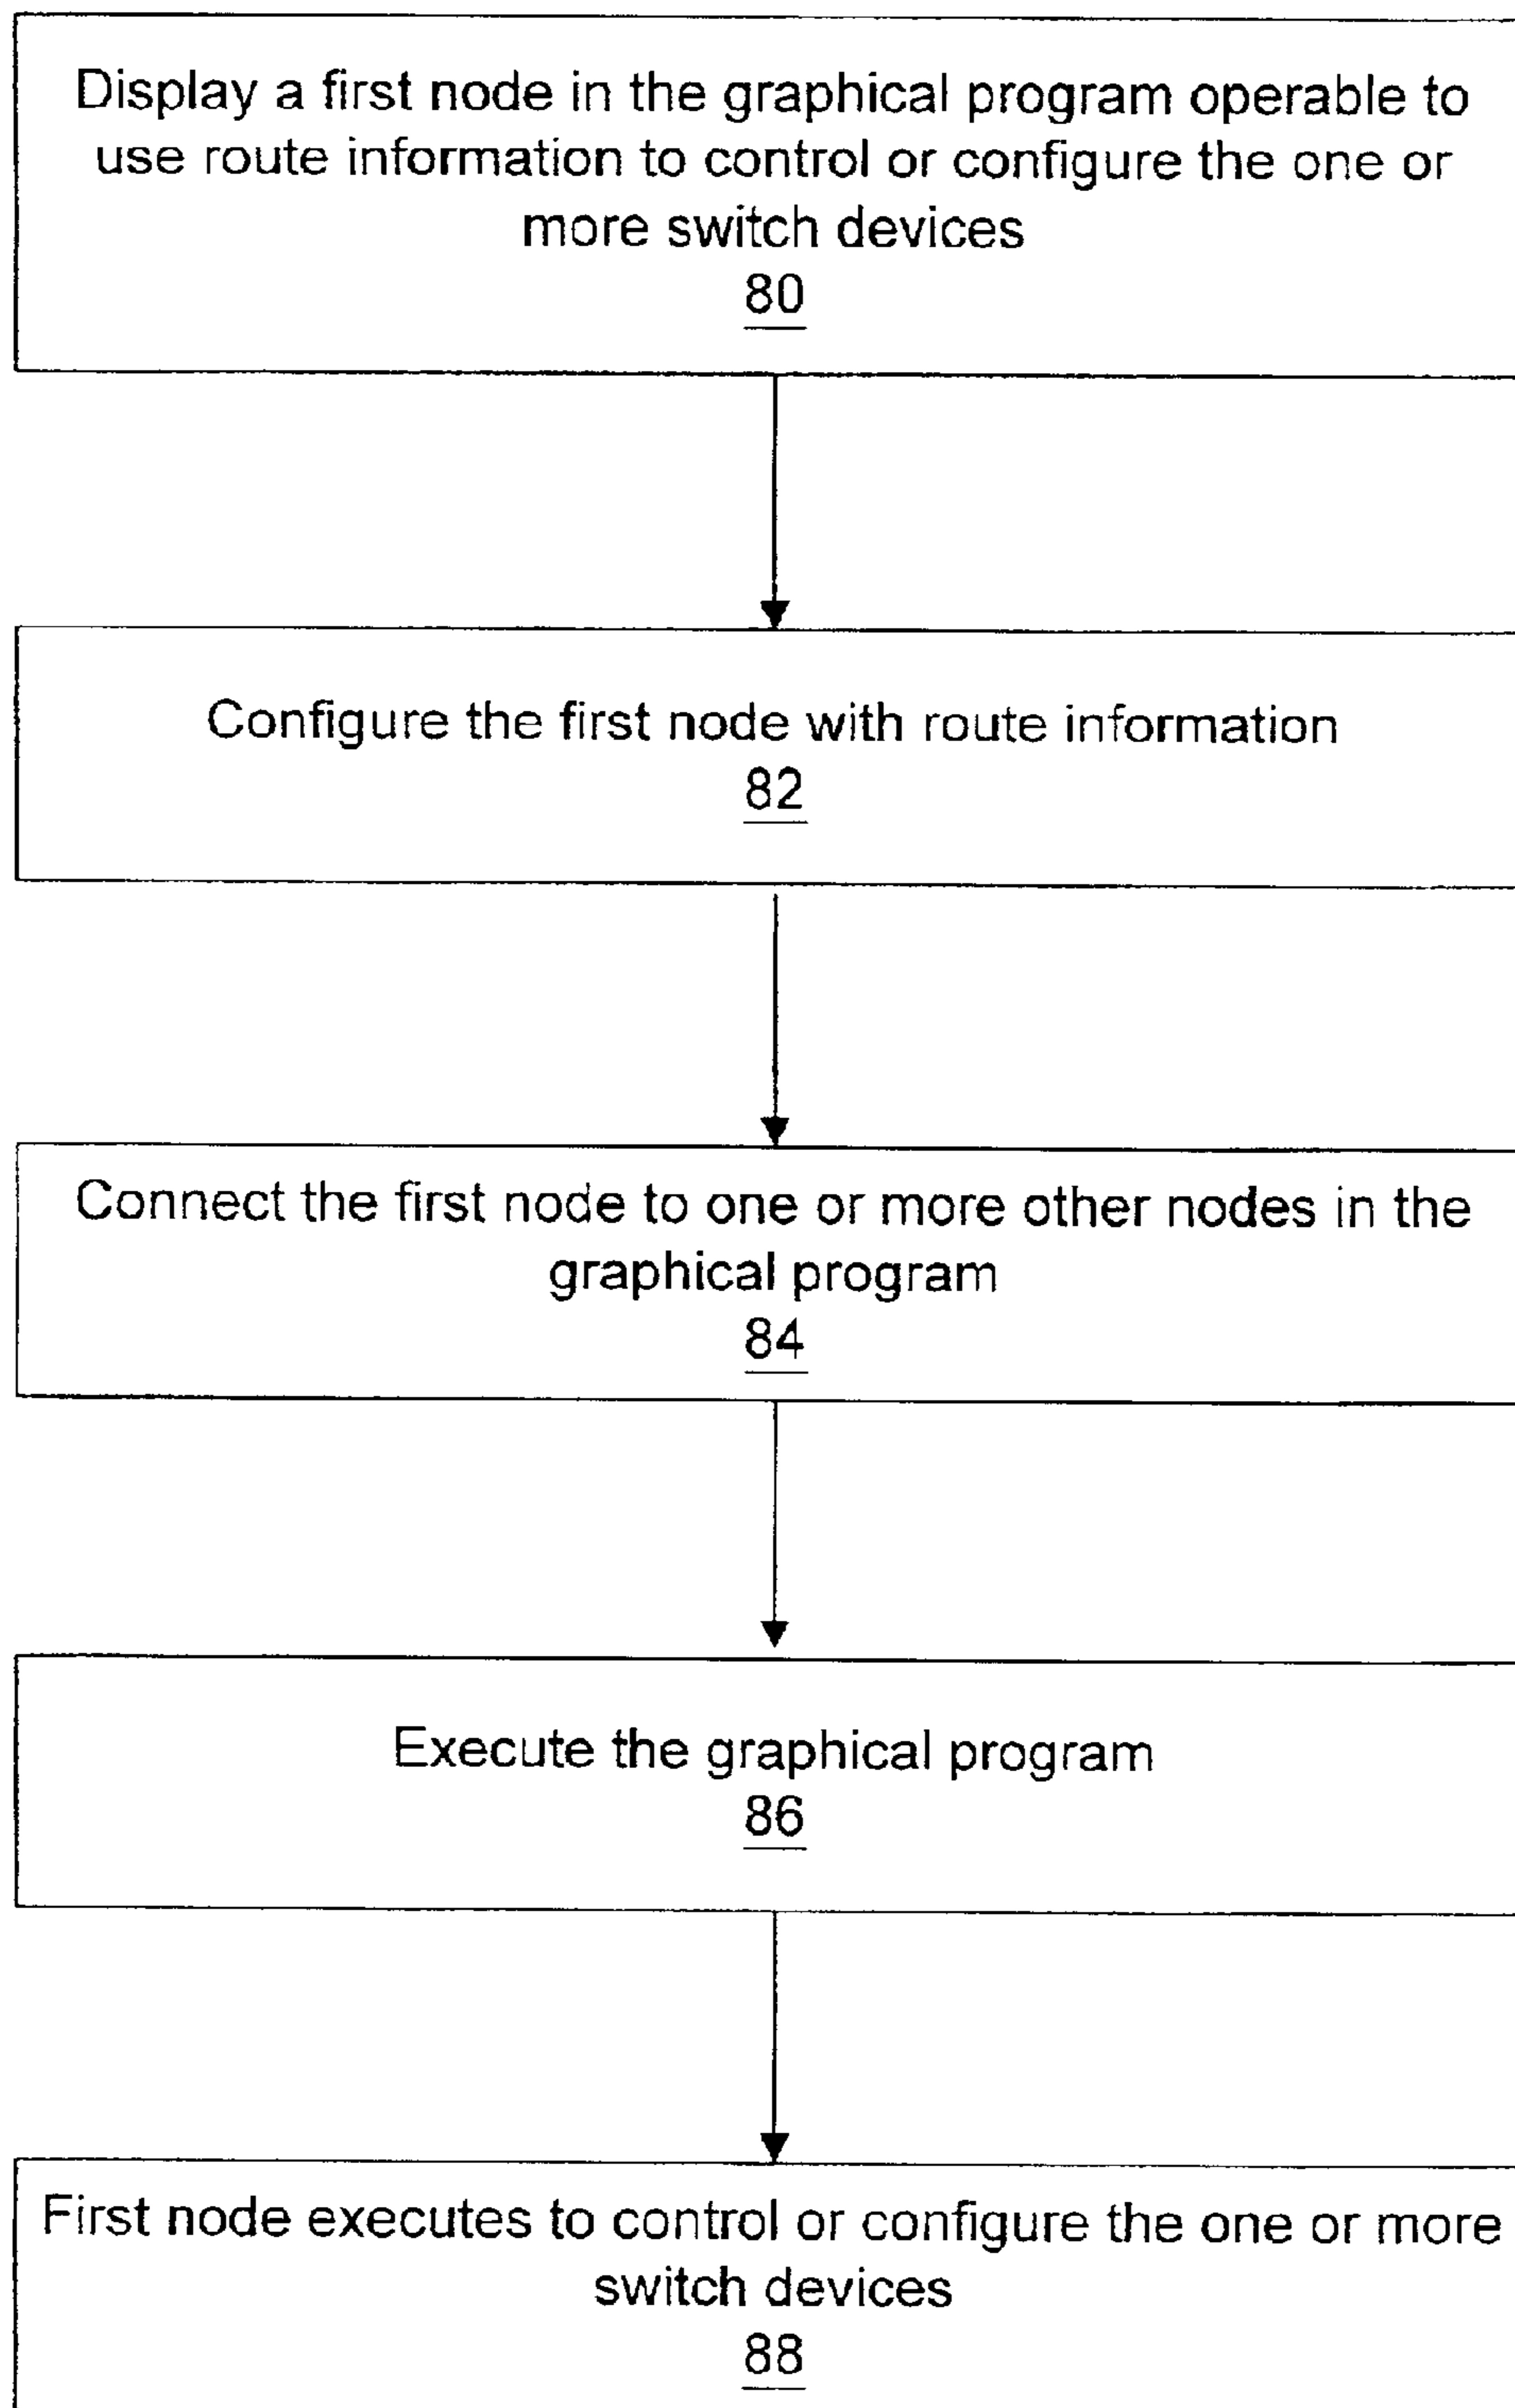 Display a first node in the graphical program operable to
use route information to control or configure the one or
more switch devices
80
Configure the first node with route information
82
Connect the first node to one or more other nodes in the
graphical program
84
Execute the graphical program
86
First node executes to control or configure the one or more
switch devices
88